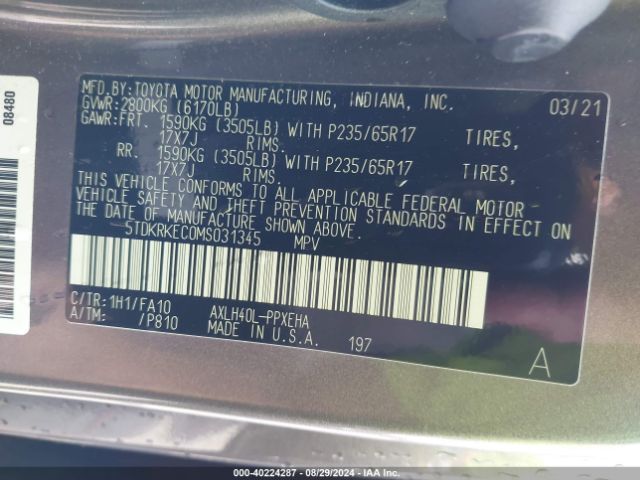 08480
MFD.BY:TOYOTA MOTOR MANUFACTURING, INDIANA, INC. 03/21
GVWR:2800KG (6170LB)
GAWR:FRT. 1590KG (3505LB) WITH P235/65R17 TIRES,
17X7J RIMS.
RR. 1590KG (3505LB) WITH P235/65R17 TIRES,
17X7J RIMS.
THIS VEHICLE CONFORMS TO ALL APPLICABLE FEDERAL MOTOR
VEHICLE SAFETY AND THEFT PREVENTION STANDARDS IN EFFECT ON
THE DATE OF MANUFACTURE SHOWN ABOVE.
5TDKRKEC0MS031345 MPV
C/TR:1H1/FA10 AXLH40L-PPXEHA
A/TM: /P810 MADE IN U.S.A. 197 A
000-40224287 - 08/29/2024 - IAA Inc.